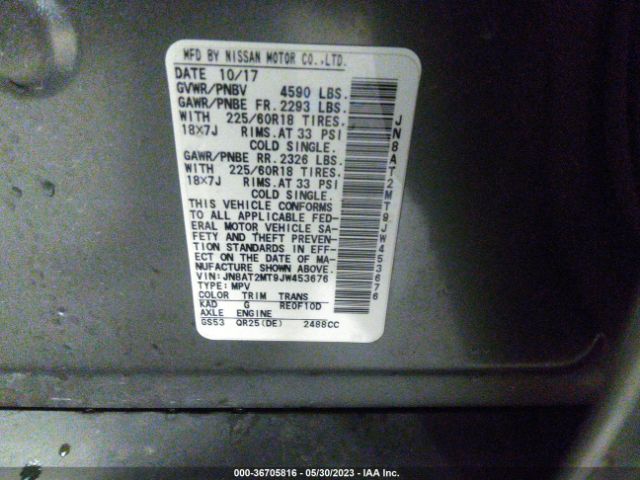 MFD BY NISSAN MOTOR CO.,LTD.
DATE 10/17
GVWR/PNBV 4590 LBS.
GAWR/PNBE FR. 2293 LBS.
WITH 225/60R18 TIRES.
18X7J RIMS.AT 33 PSI
COLD SINGLE.
GAWR/PNBE RR. 2326 LBS.
WITH 225/60R18 TIRES.
18X7J RIMS.AT 33 PSI
COLD SINGLE.
THIS VEHICLE CONFORMS
TO ALL APPLICABLE FED-
ERAL MOTOR VEHICLE SA-
FETY AND THEFT PREVEN-
TION STANDARDS IN EFF-
ECT ON THE DATE OF MA-
NUFACTURE SHOWN ABOVE.
VIN: JN8AT2MT9JW453676
TYPE: MPV
COLOR TRIM TRANS
KAD G RE0F10D
AXLE ENGINE
GS53 QR25(DE) 2488CC
JN8AT2MT9JW453676
000-36705816 - 05/30/2023 - IAA Inc.